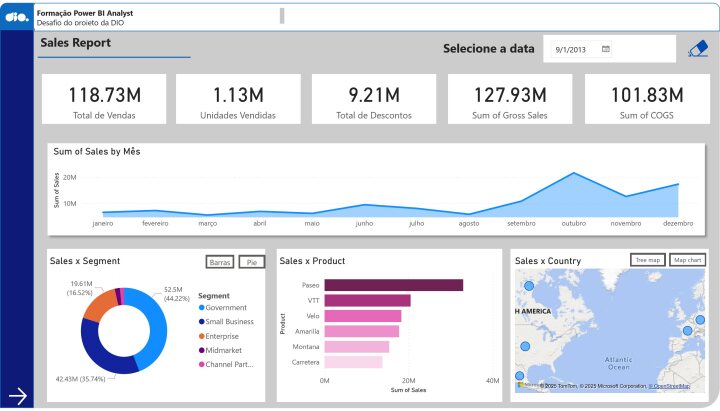 dio.
Formação Power BI Analyst
Desafio do projeto da DIO
Sales Report
Selecione a data
9/1/2013
118.73M
Total de Vendas
1.13M
Unidades Vendidas
9.21M
Total de Descontos
127.93M
Sum of Gross Sales
101.83M
Sum of COGS
Sum of Sales by Mês
Sum of Sales
20M
10M
janeiro fevereiro março abril maio junho julho agosto setembro outubro novembro dezembro
Sales x Segment
Barras
Pie
19.61M
(16.52%)
52.5M
(44.22%)
42.43M (35.74%)
Segment
Government
Small Business
Enterprise
Midmarket
Channel Part...
Sales x Product
Product
Paseo
VTT
Velo
Amarilla
Montana
Carretera
0M 20M 40M
Sum of Sales
Sales x Country
Tree map
Map chart
H AMERICA
Atlantic
Ocean
Microsoft
© 2025 TomTom, © 2025 Microsoft Corporation, © OpenStreetMap